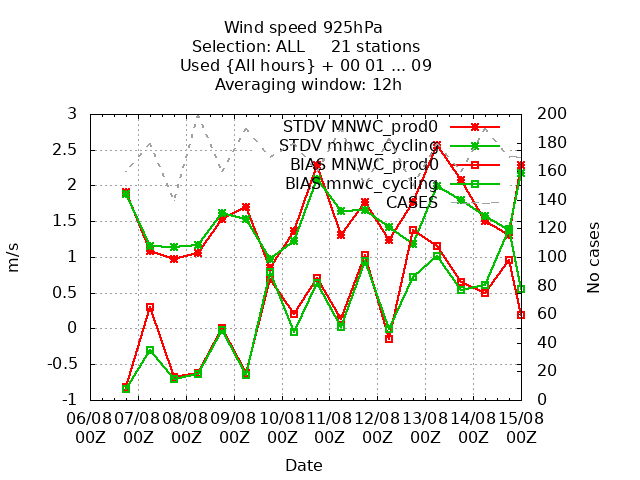 Wind speed 925hPa
Selection: ALL 21 stations
Used {All hours} + 00 01 ... 09
Averaging window: 12h
STDV MNWC_prod0
STDV mnwc_cycling
BIAS MNWC_prod0
BIAS mnwc_cycling
CASES
m/s
3
2.5
2
1.5
1
0.5
0
-0.5
-1
No cases
200
180
160
140
120
100
80
60
40
20
0
06/08 07/08 08/08 09/08 10/08 11/08 12/08 13/08 14/08 15/08
00Z 00Z 00Z 00Z 00Z 00Z 00Z 00Z 00Z 00Z
Date